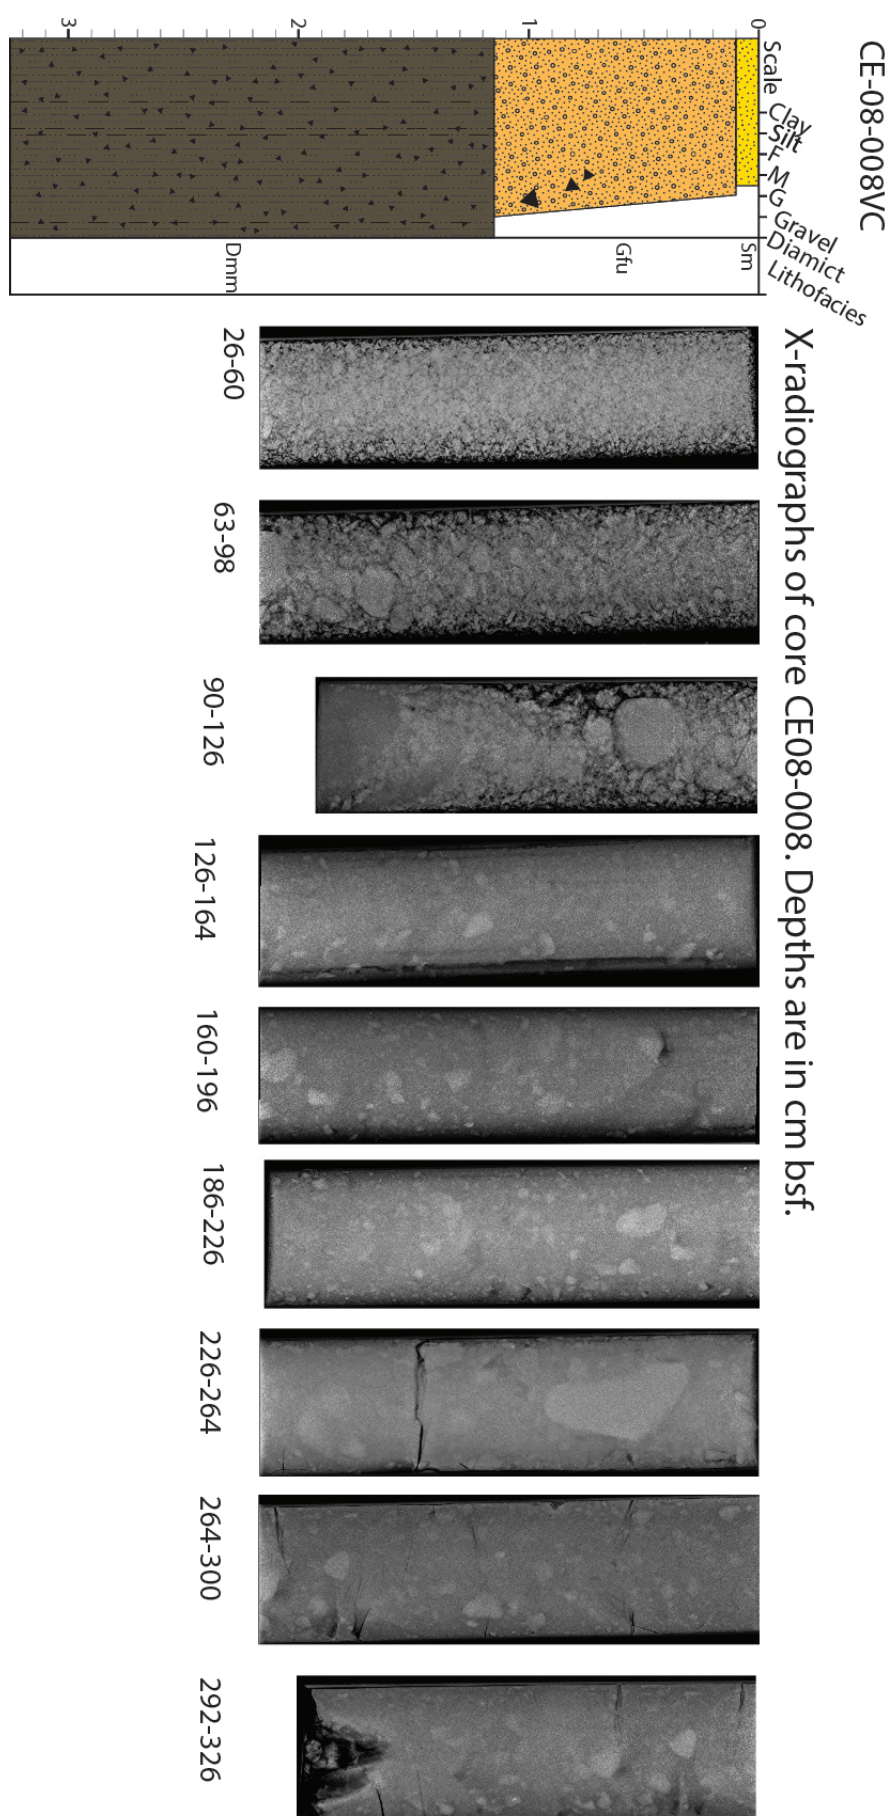 CE-08-008VC
0
1
2
3
Scale
Clay
Silt
F
M
G
Gravel
Diamict
Lithofacies
Sm
Gfu
Dmm
X-radiographs of core CE08-008. Depths are in cm bsf.
26-60
63-98
90-126
126-164
160-196
186-226
226-264
264-300
292-326